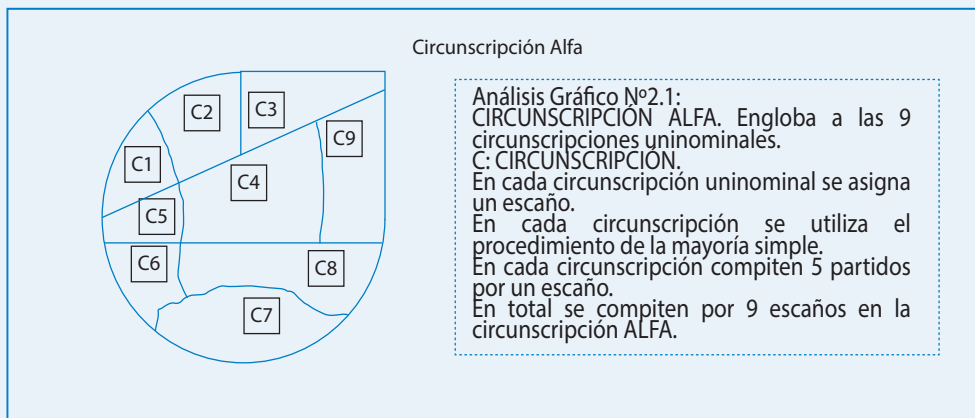 Circunscripción Alfa
C2
C3
C9
C1
C4
C5
C6
C8
C7
Análisis Gráfico Nº2.1:
CIRCUNSCRIPCIÓN ALFA. Engloba a las 9
circunscripciones uninominales.
C: CIRCUNSCRIPCIÓN.
En cada circunscripción uninominal se asigna
un escaño.
En cada circunscripción se utiliza el
procedimiento de la mayoría simple.
En cada circunscripción compiten 5 partidos
por un escaño.
En total se compiten por 9 escaños en la
circunscripción ALFA.